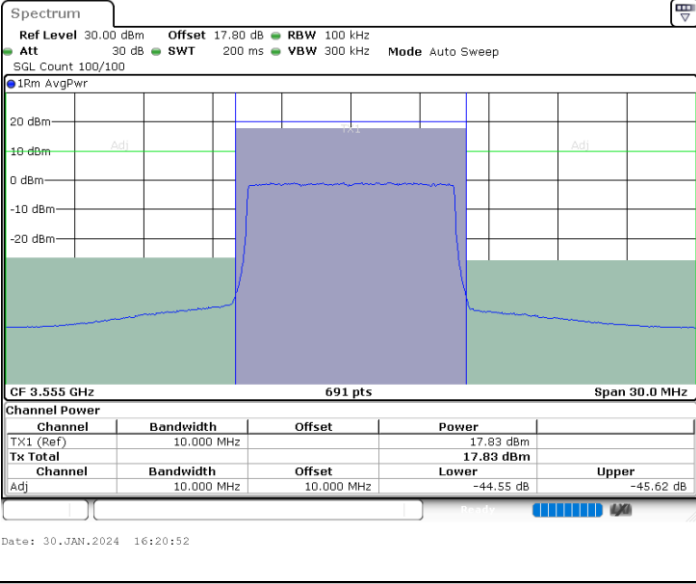 Spectrum
Ref Level 30.00 dBm Offset 17.80 dB RBW 100 kHz
Att 30 dB SWT 200 ms VBW 300 kHz Mode Auto Sweep
SGL Count 100/100
1Rm AvgPwr
20 dBm
TX1
Adj Adj
10 dBm
0 dBm
-10 dBm
-20 dBm
CF 3.555 GHz 691 pts Span 30.0 MHz
Channel Power
Channel Bandwidth Offset Power
TX1 (Ref) 10.000 MHz 17.83 dBm
Tx Total 17.83 dBm
Channel Bandwidth Offset Lower Upper
Adj 10.000 MHz 10.000 MHz -44.55 dB -45.62 dB
Ready
Date: 30.JAN.2024 16:20:52